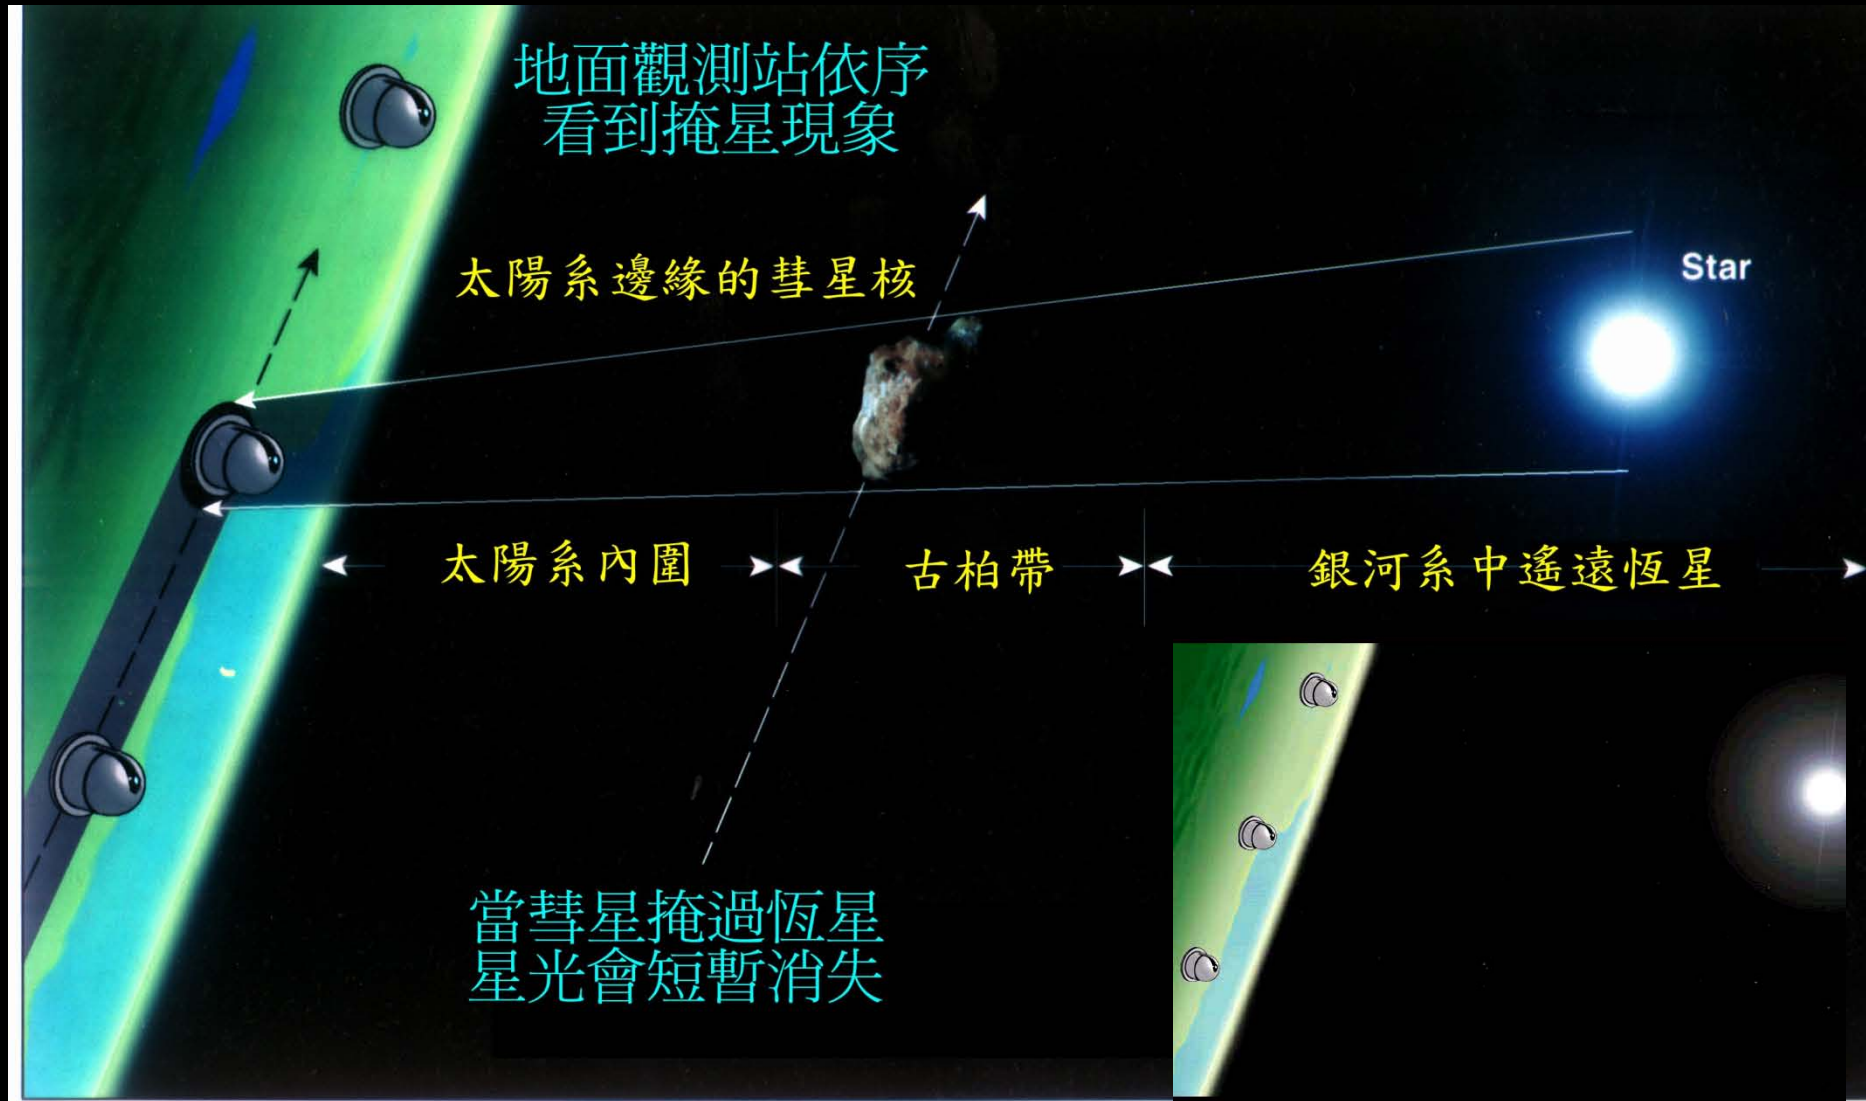 地面觀測站依序
看到掩星現象
太陽系邊緣的彗星核
Star
太陽系內圍
古柏帶
銀河系中遙遠恆星
當彗星掩過恆星
星光會短暫消失